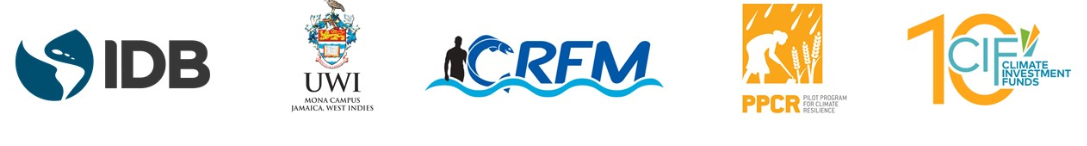 IDB
UWI
MONA CAMPUS
JAMAICA, WEST INDIES
CRFM
PPCR
PILOT PROGRAM
FOR CLIMATE
RESILIENCE
10
CIF
CLIMATE
INVESTMENT
FUNDS